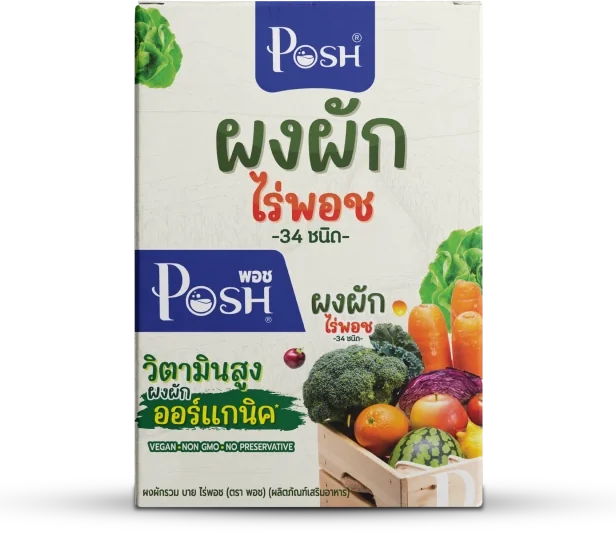 POSH®
ผงผัก
ไร่พอช
-34 ชนิด-
พอช
POSH®
ผงผัก
ไร่พอช
-34 ชนิด-
วิตามินสูง
ผงผัก
ออร์แกนิค*
VEGAN•NON GMO•NO PRESERVATIVE
ผงผักรวม บาย ไร่พอช (ตรา พอช) (ผลิตภัณฑ์เสริมอาหาร)